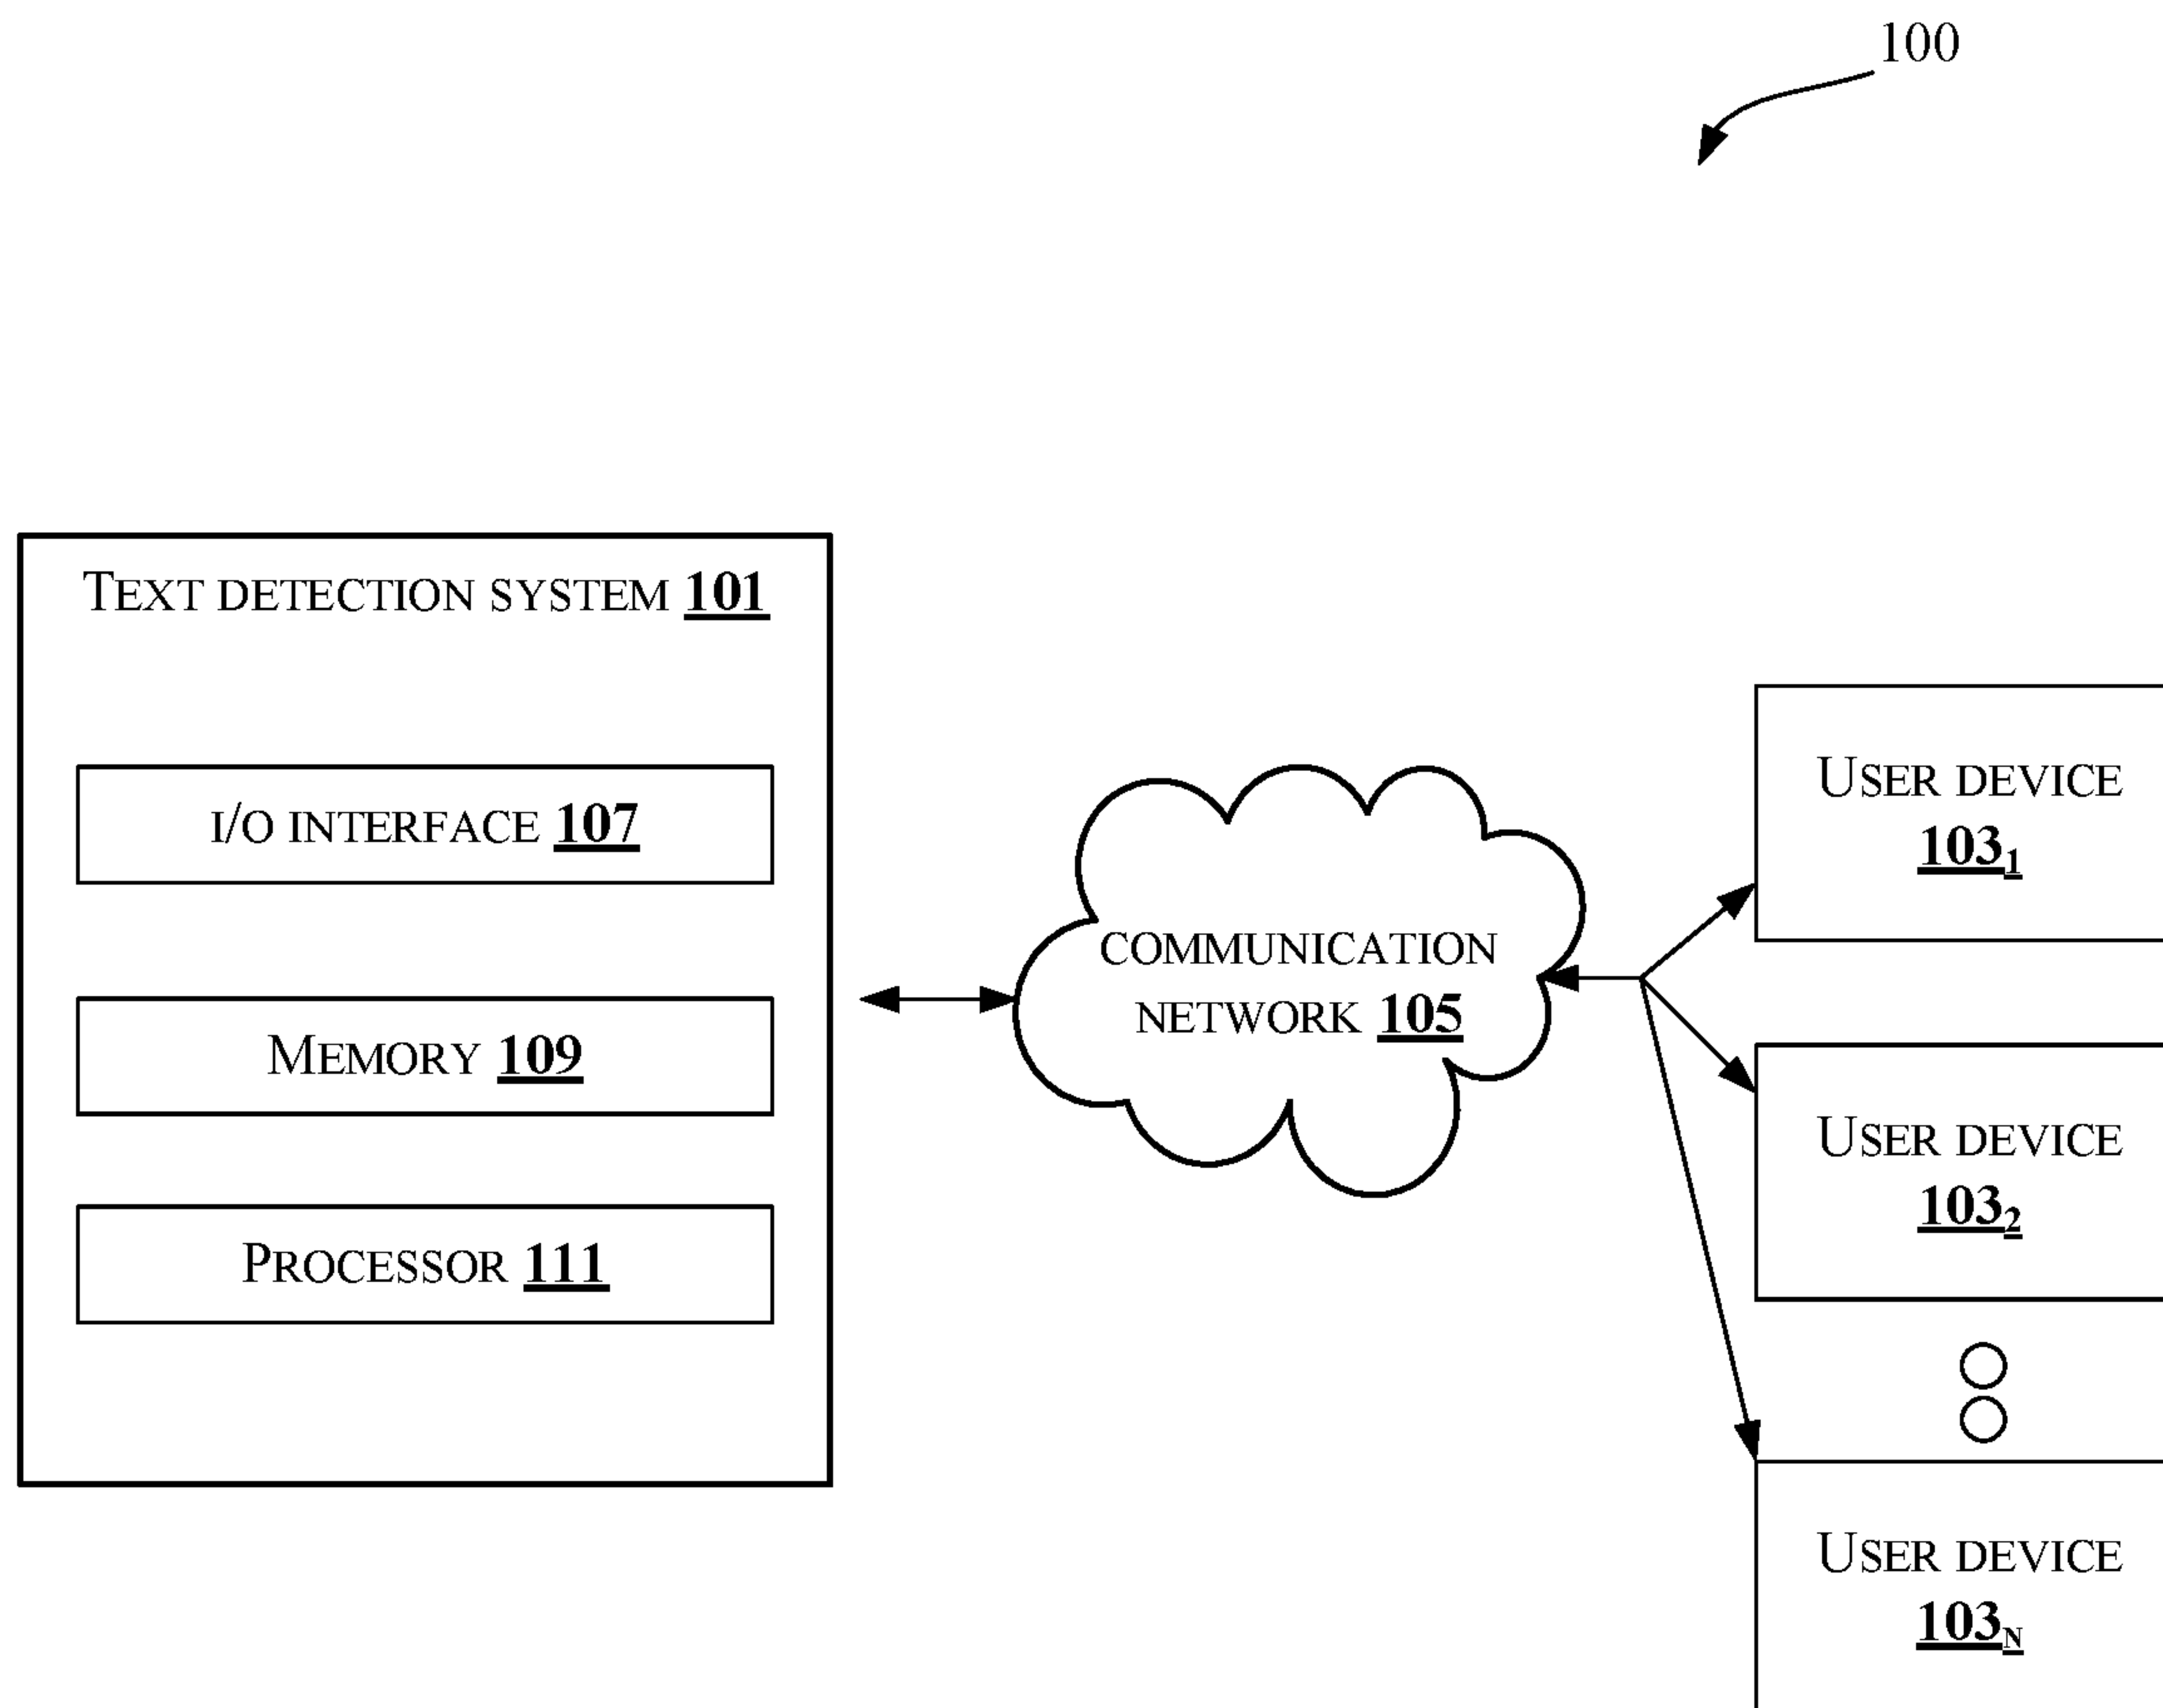 100
TEXT DETECTION SYSTEM 101
I/O INTERFACE 107
MEMORY 109
PROCESSOR 111
COMMUNICATION
NETWORK 105
USER DEVICE
103₁
USER DEVICE
103₂
USER DEVICE
103ₙ